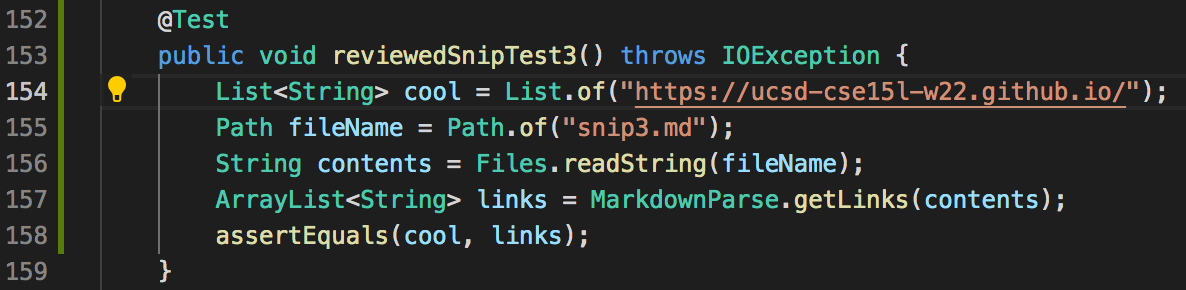 152 @Test
153 public void reviewedSnipTest3() throws IOException {
154 List<String> cool = List.of("https://ucsd-cse15l-w22.github.io/");
155 Path fileName = Path.of("snip3.md");
156 String contents = Files.readString(fileName);
157 ArrayList<String> links = MarkdownParse.getLinks(contents);
158 assertEquals(cool, links);
159 }